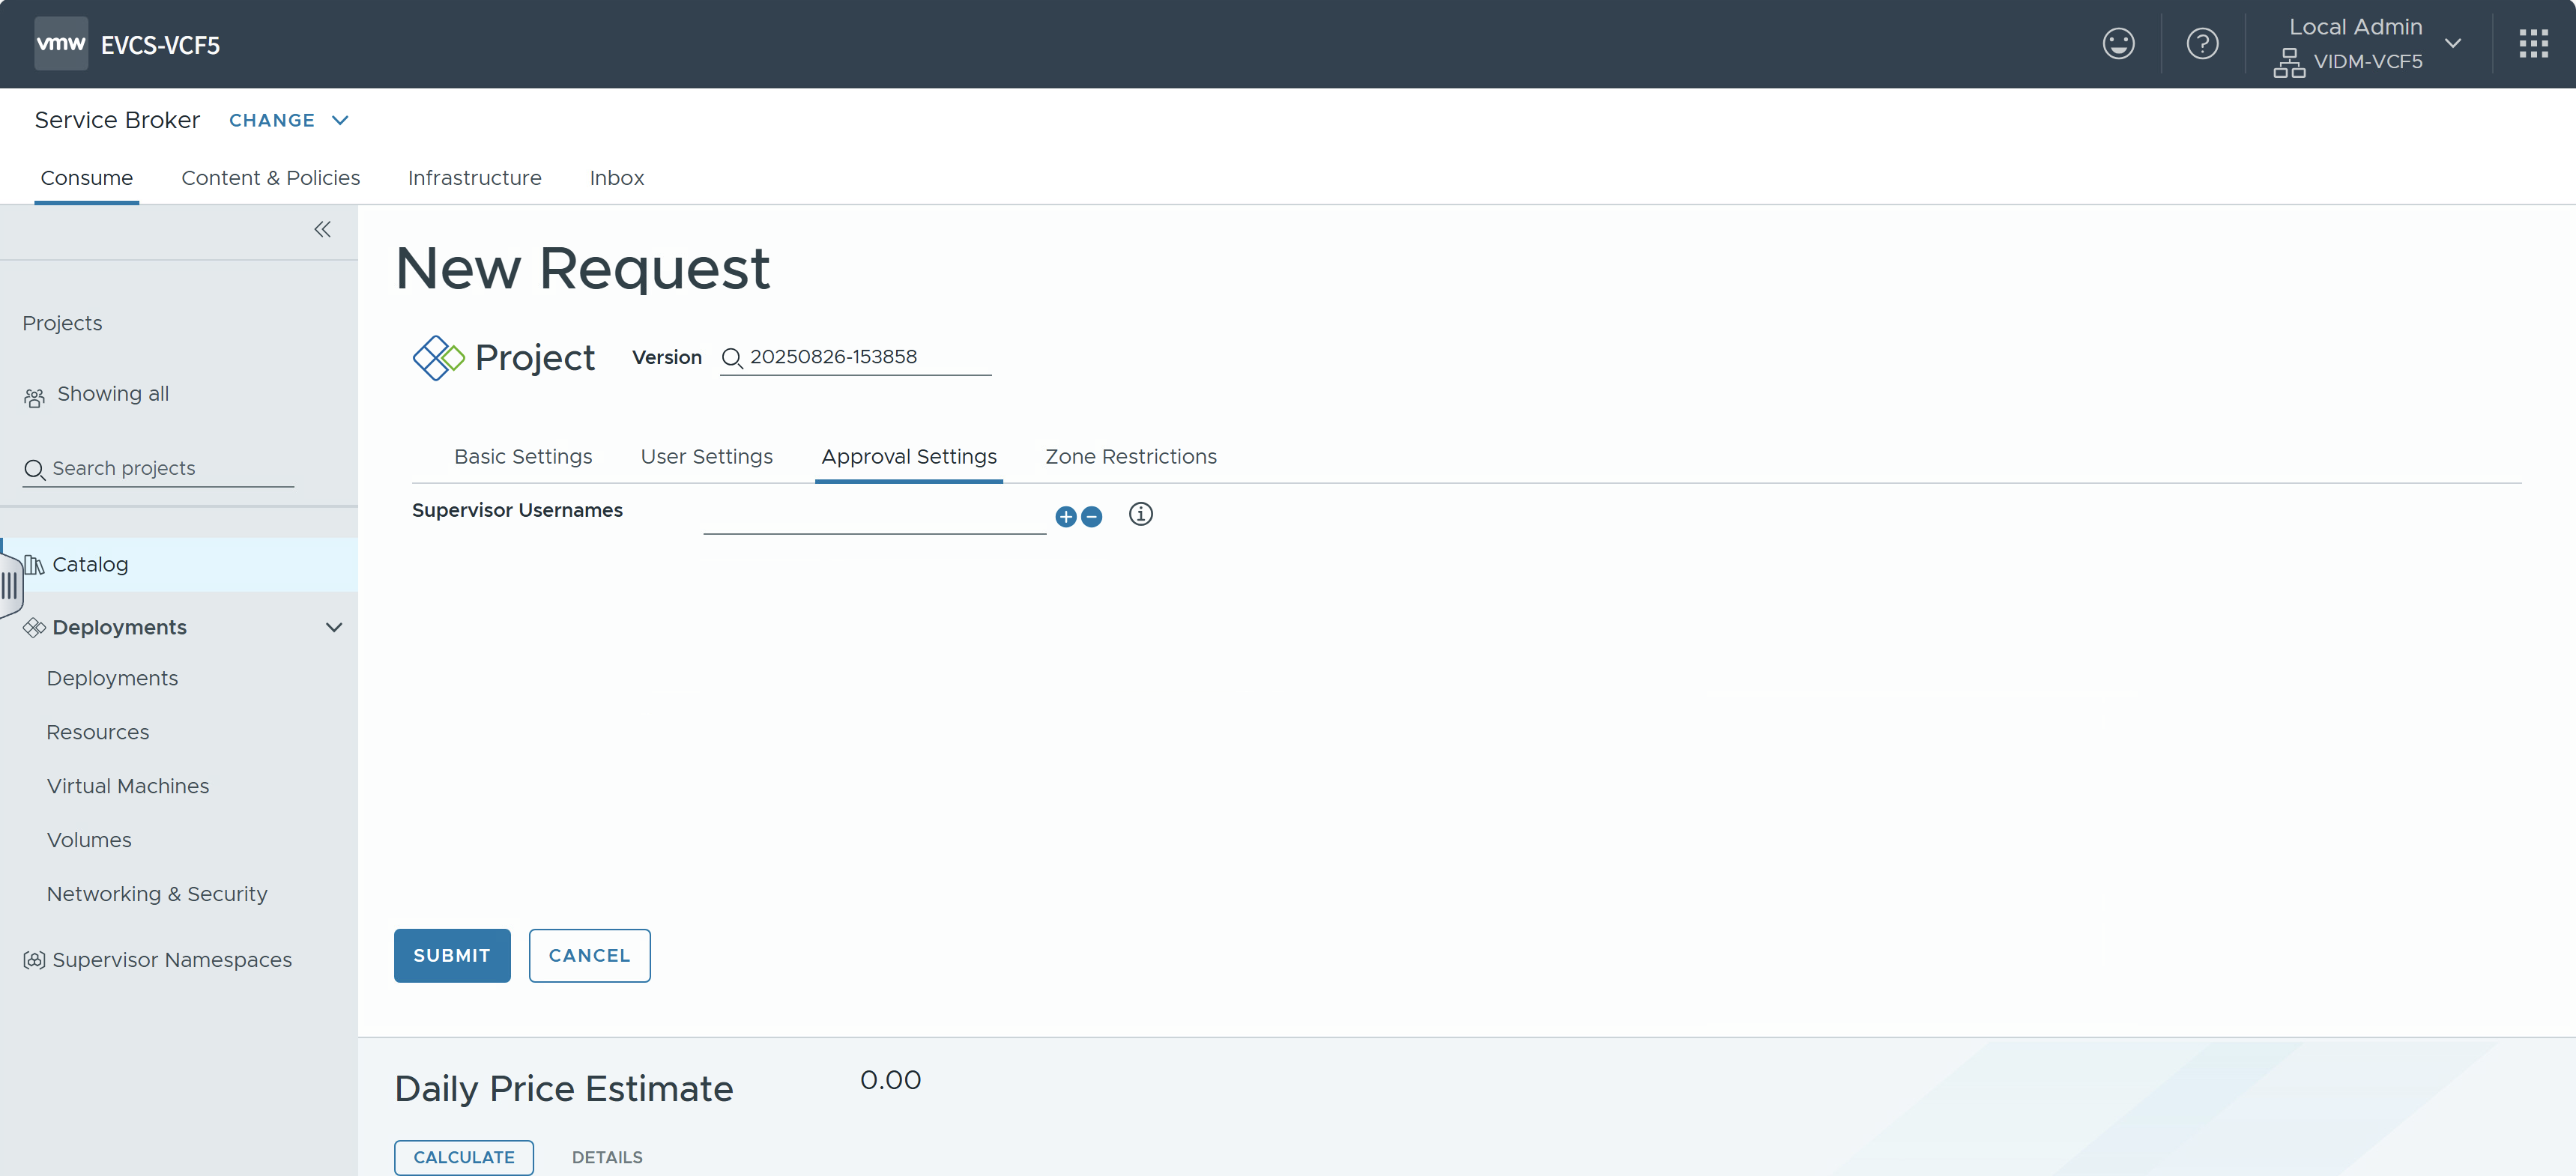 vmw EVCS-VCF5
Local Admin
VIDM-VCF5
Service Broker CHANGE
Consume Content & Policies Infrastructure Inbox
Projects
Showing all
Search projects
Catalog
Deployments
Deployments
Resources
Virtual Machines
Volumes
Networking & Security
Supervisor Namespaces
New Request
Project Version 20250826-153858
Basic Settings User Settings Approval Settings Zone Restrictions
Supervisor Usernames
SUBMIT CANCEL
Daily Price Estimate 0.00
CALCULATE DETAILS